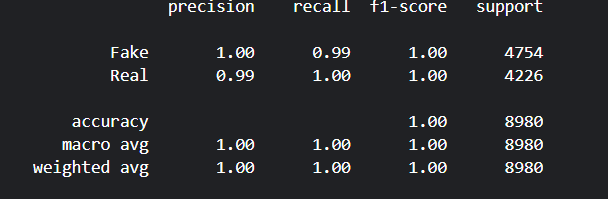 precision recall f1-score support
Fake 1.00 0.99 1.00 4754
Real 0.99 1.00 1.00 4226
accuracy 1.00 8980
macro avg 1.00 1.00 1.00 8980
weighted avg 1.00 1.00 1.00 8980